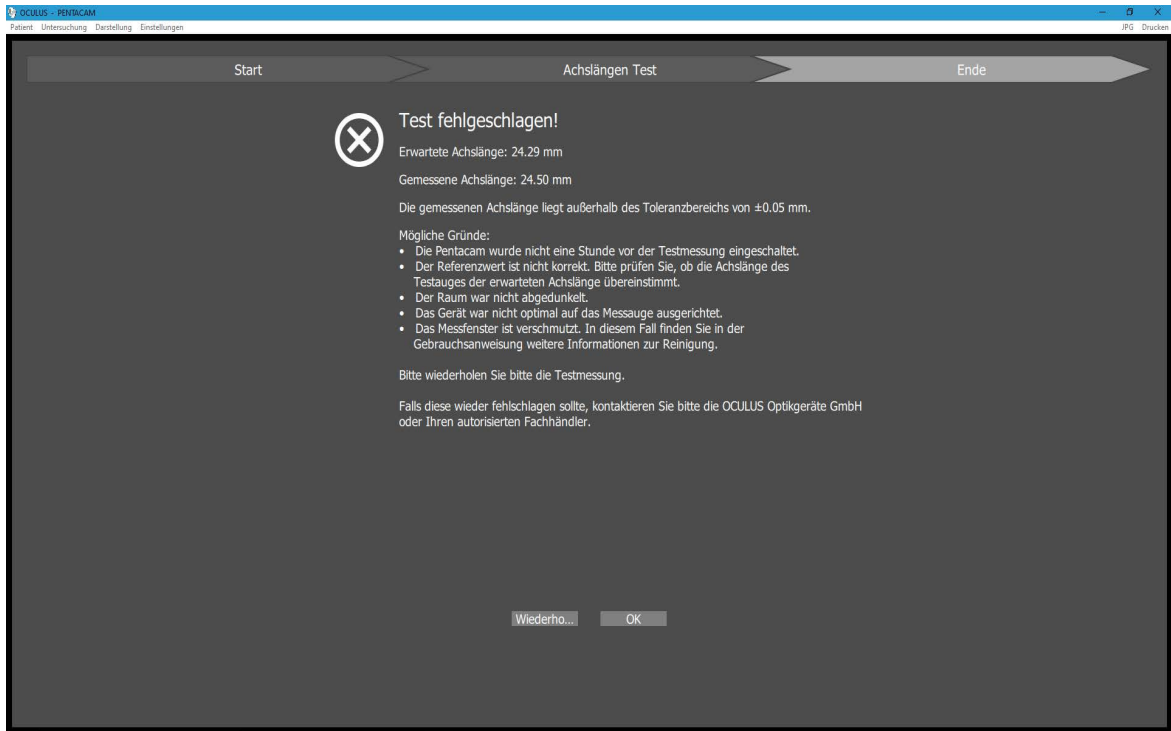 OCULUS - PENTACAM
Patient Untersuchung Darstellung Einstellungen JPG Drucken
Start Achslängen Test Ende
Test fehlgeschlagen!
Erwartete Achslänge: 24.29 mm
Gemessene Achslänge: 24.50 mm
Die gemessenen Achslänge liegt außerhalb des Toleranzbereichs von ±0.05 mm.
Mögliche Gründe:
• Die Pentacam wurde nicht eine Stunde vor der Testmessung eingeschaltet.
• Der Referenzwert ist nicht korrekt. Bitte prüfen Sie, ob die Achslänge des
Testauges der erwarteten Achslänge übereinstimmt.
• Der Raum war nicht abgedunkelt.
• Das Gerät war nicht optimal auf das Messauge ausgerichtet.
• Das Messfenster ist verschmutzt. In diesem Fall finden Sie in der
Gebrauchsanweisung weitere Informationen zur Reinigung.
Bitte wiederholen Sie bitte die Testmessung.
Falls diese wieder fehlschlagen sollte, kontaktieren Sie bitte die OCULUS Optikgeräte GmbH
oder Ihren autorisierten Fachhändler.
Wiederho... OK